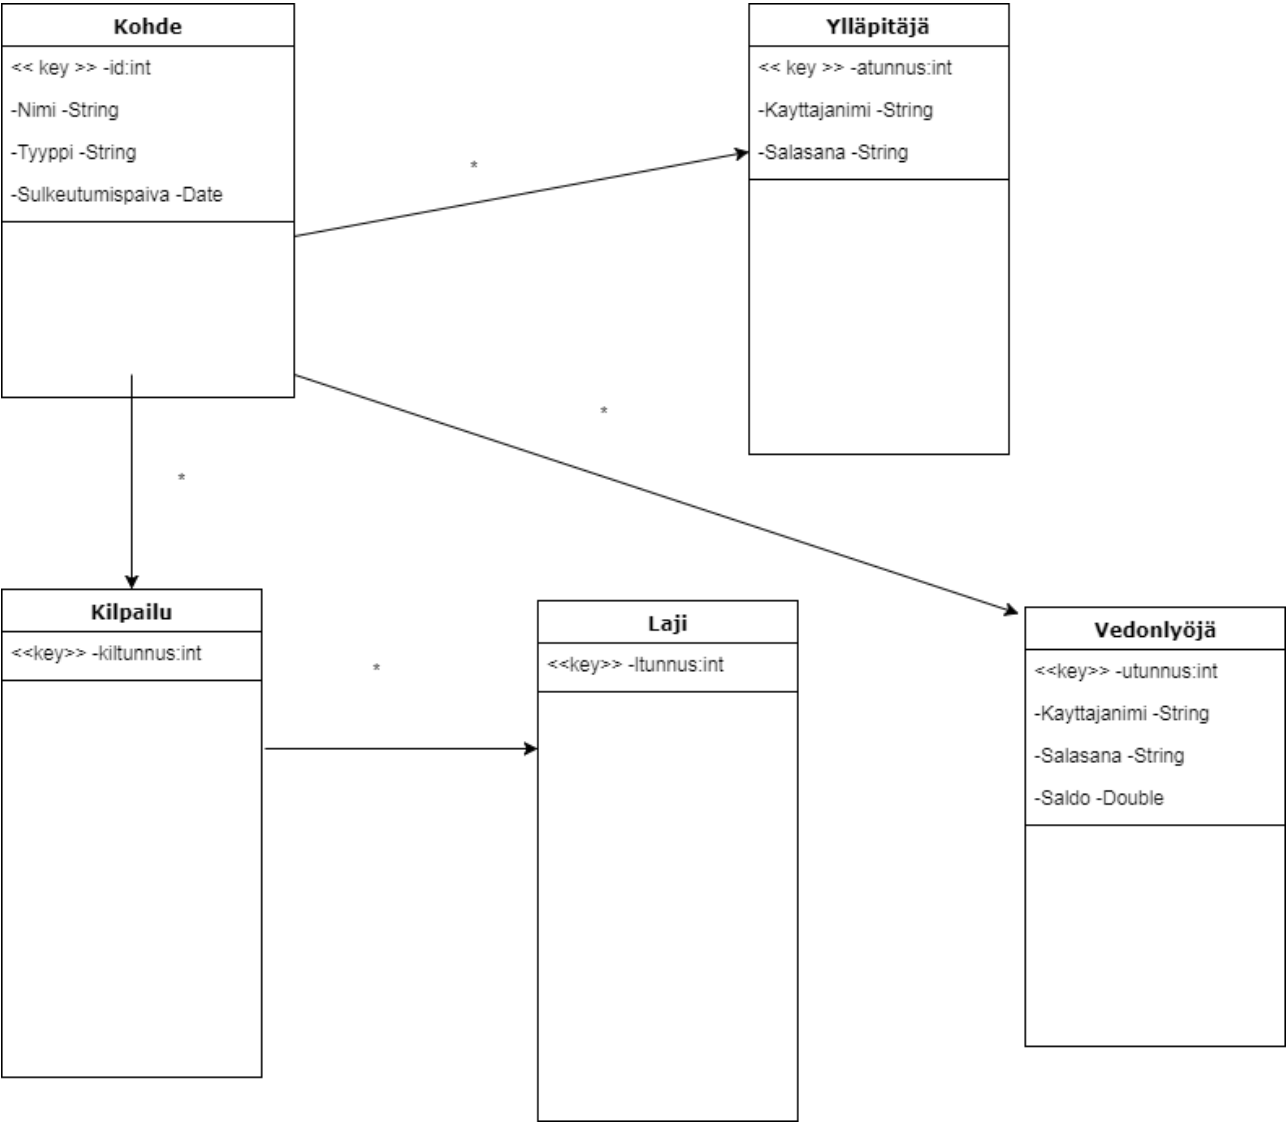 Kohde
<< key >> -id:int
-Nimi -String
-Tyyppi -String
-Sulkeutumispaiva -Date
Ylläpitäjä
<< key >> -atunnus:int
-Kayttajanimi -String
-Salasana -String
*
*
*
Kilpailu
<<key>> -kiltunnus:int
*
Laji
<<key>> -ltunnus:int
Vedonlyöjä
<<key>> -utunnus:int
-Kayttajanimi -String
-Salasana -String
-Saldo -Double